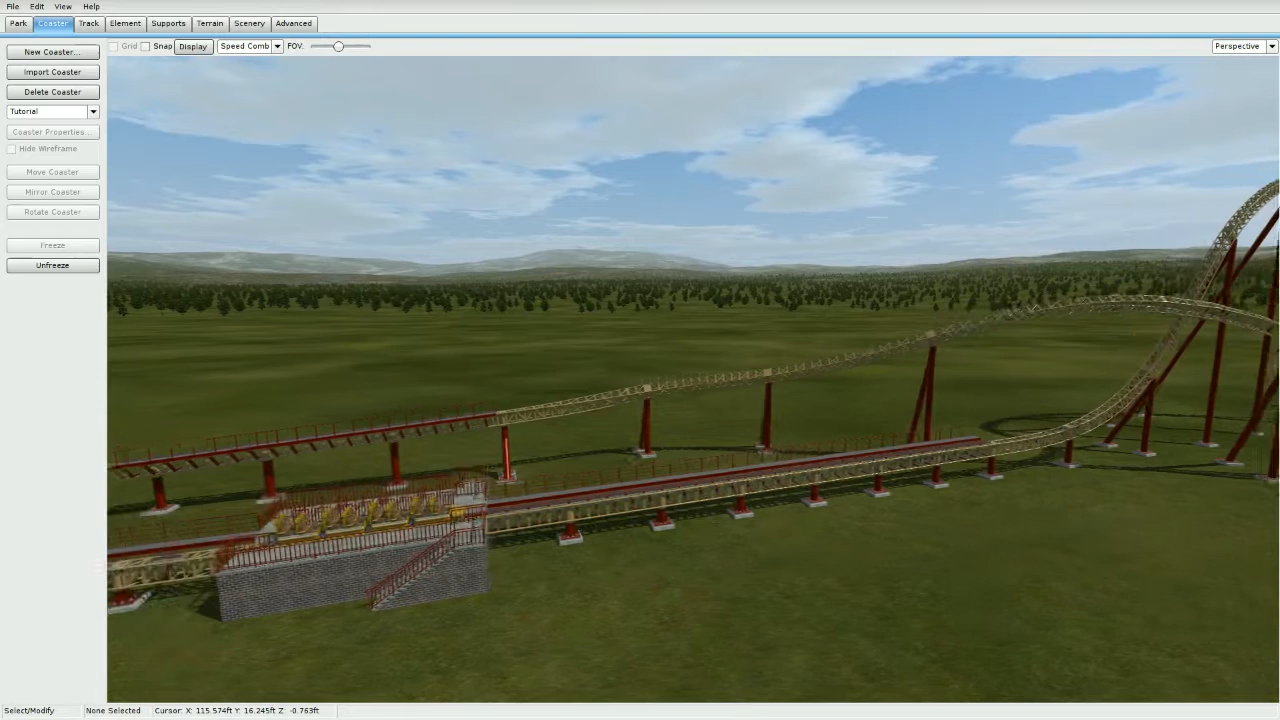 File Edit View Help
Park Coaster Track Element Supports Terrain Scenery Advanced
New Coaster... Grid Snap Display Speed Comb FOV: Perspective
Import Coaster
Delete Coaster
Tutorial
Coaster Properties...
Hide Wireframe
Move Coaster
Mirror Coaster
Rotate Coaster
Freeze
Unfreeze
Select/Modify None Selected Cursor: X: 115.574ft Y: 16.245ft Z: -0.763ft